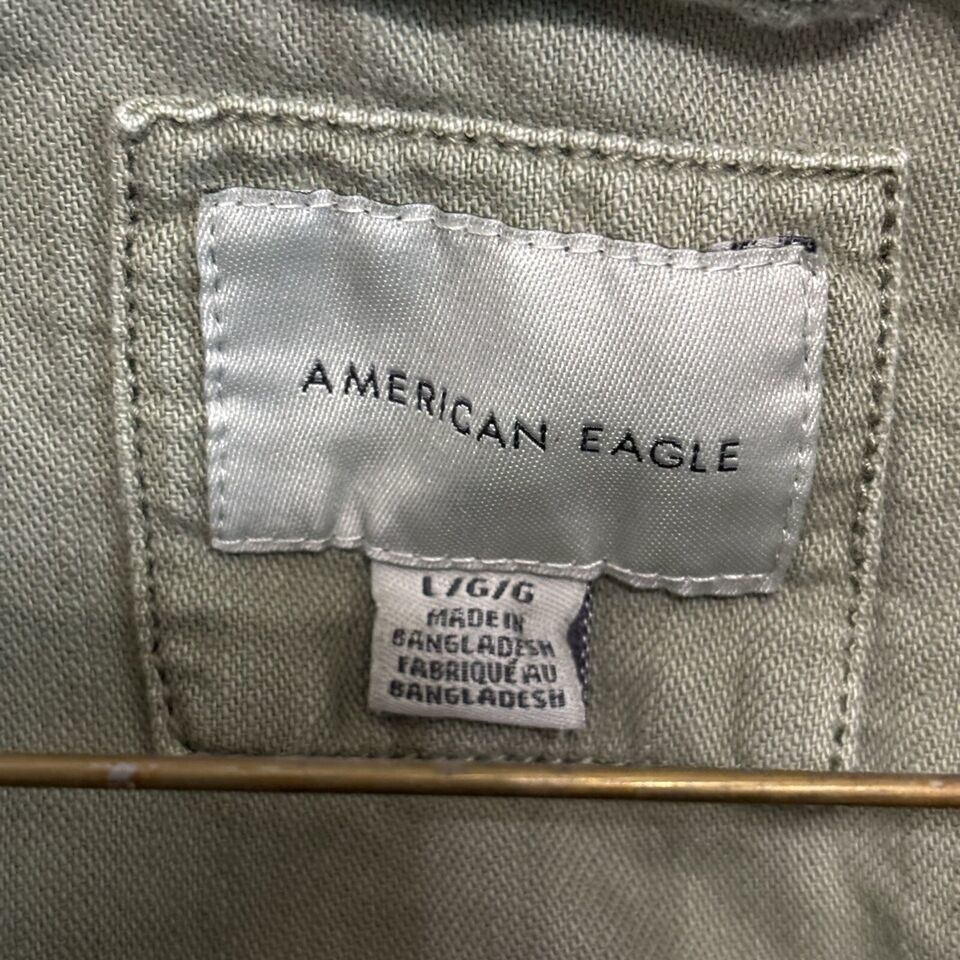 AMERICAN EAGLE
L/G/G
MADE IN
BANGLADESH
FABRIQUÉ AU
BANGLADESH